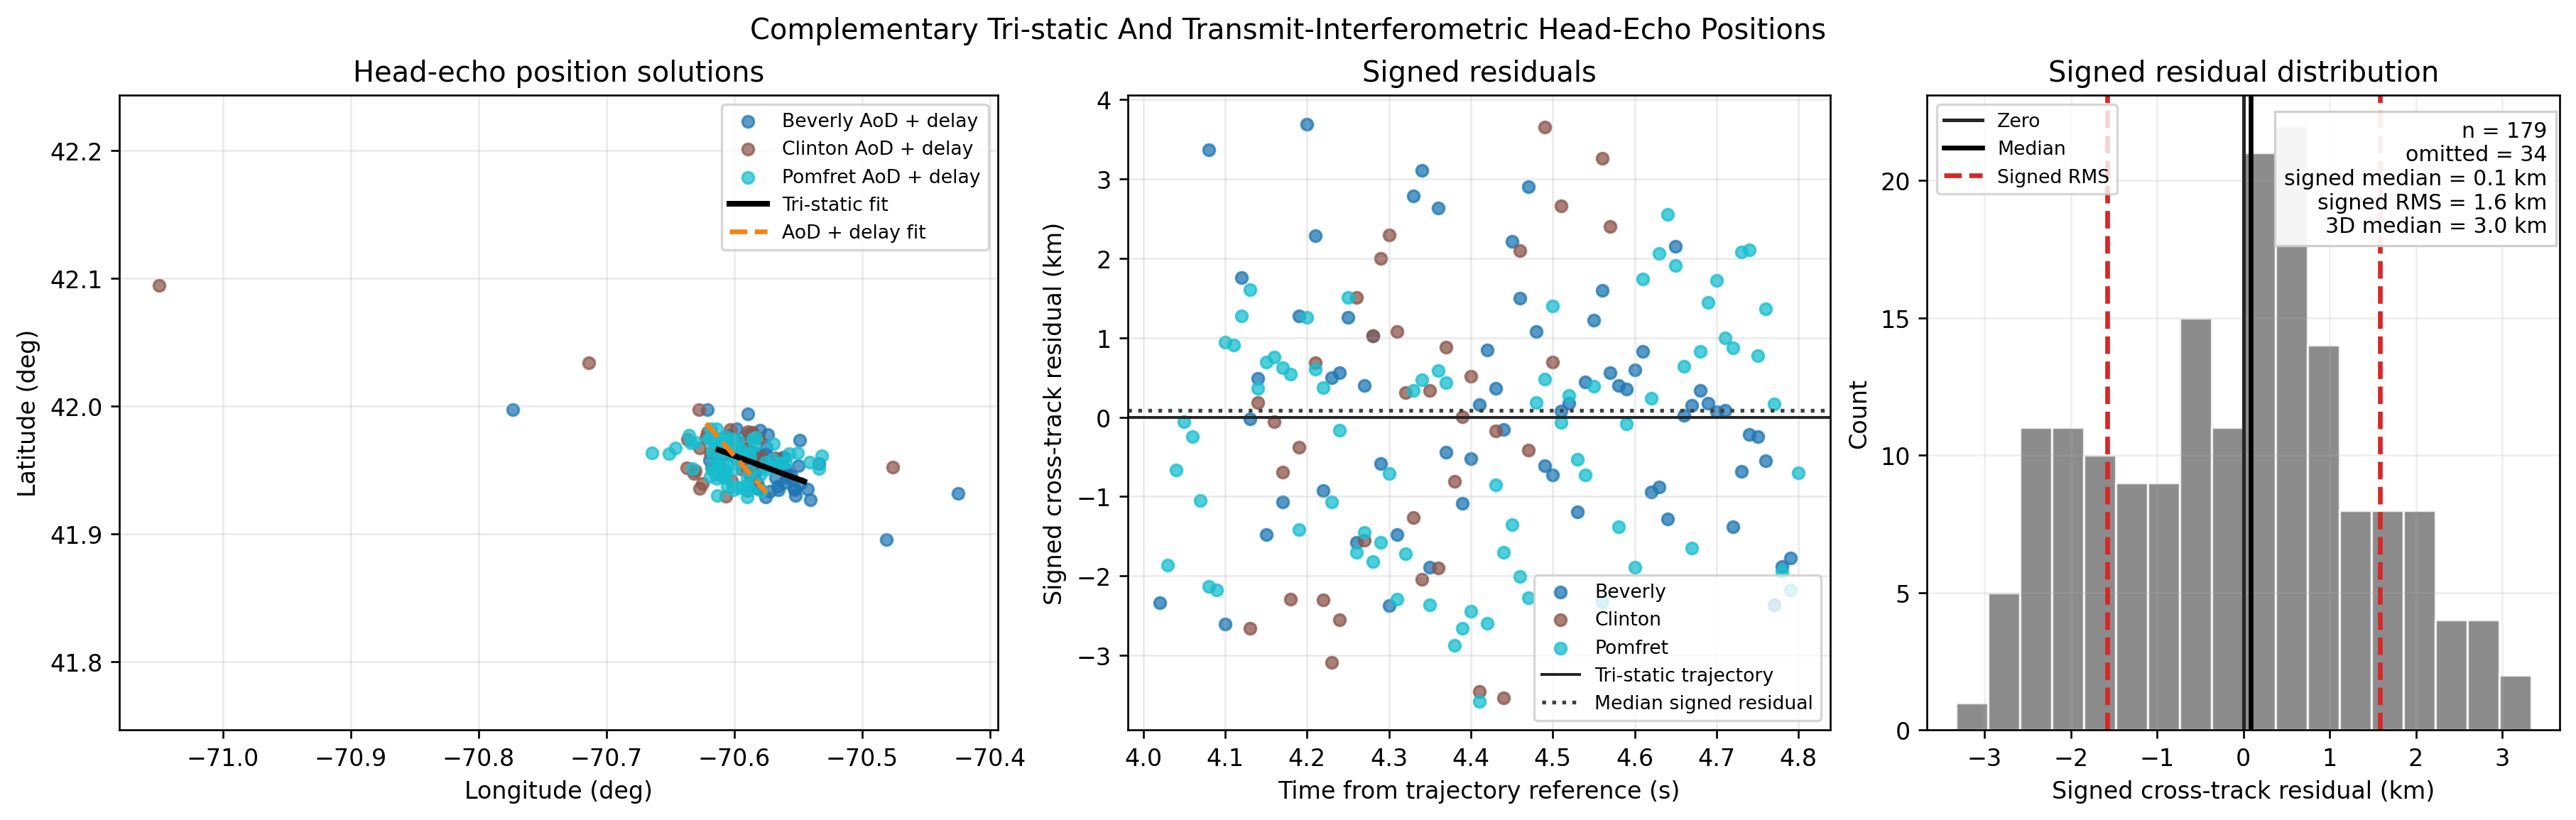 Complementary Tri-static And Transmit-Interferometric Head-Echo Positions
Head-echo position solutions
42.2
42.1
42.0
41.9
41.8
Latitude (deg)
−71.0
−70.9
−70.8
−70.7
−70.6
−70.5
−70.4
Longitude (deg)
Beverly AoD + delay
Clinton AoD + delay
Pomfret AoD + delay
Tri-static fit
AoD + delay fit
Signed residuals
4
3
2
1
0
−1
−2
−3
Signed cross-track residual (km)
4.0
4.1
4.2
4.3
4.4
4.5
4.6
4.7
4.8
Time from trajectory reference (s)
Beverly
Clinton
Pomfret
Tri-static trajectory
Median signed residual
Signed residual distribution
20
15
10
5
0
Count
−3
−2
−1
0
1
2
3
Signed cross-track residual (km)
Zero
Median
Signed RMS
n = 179
omitted = 34
signed median = 0.1 km
signed RMS = 1.6 km
3D median = 3.0 km